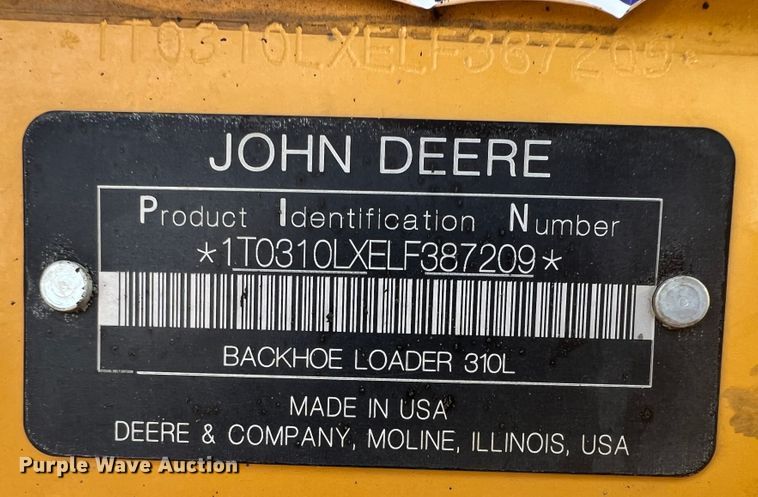 1T0310LXELF387209*
JOHN DEERE
Product Identification Number
*1T0310LXELF387209*
BACKHOE LOADER 310L
MADE IN USA
DEERE & COMPANY, MOLINE, ILLINOIS, USA
Purple Wave Auction